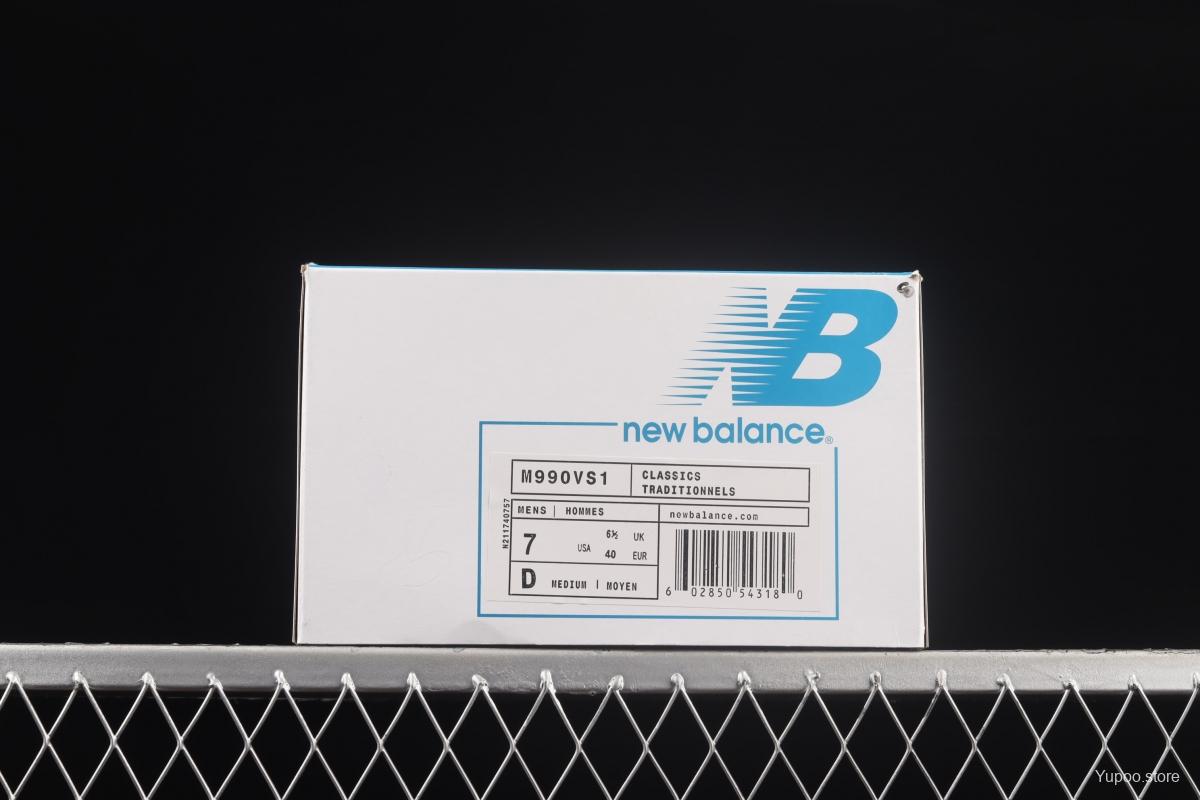 NB
new balance®
M990VS1
CLASSICS
TRADITIONNELS
N211740757
MENS | HOMMES
newbalance.com
7
USA
6½ UK
40 EUR
D MEDIUM | MOYEN
6 02850 54318 0
Yupoo.store